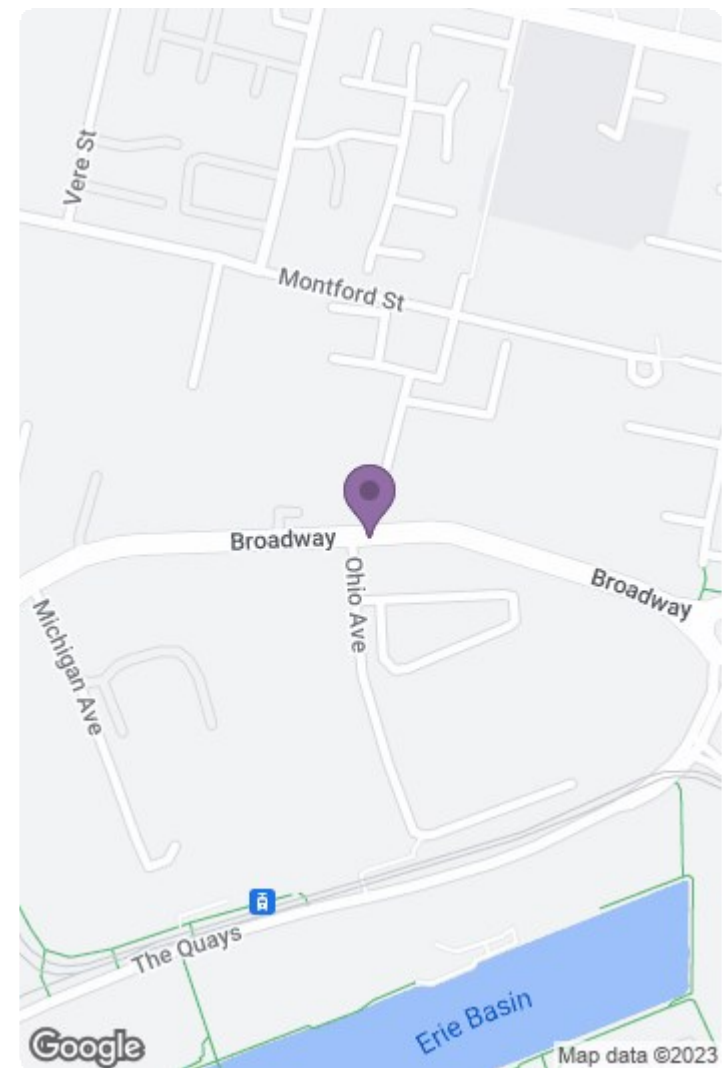 Vere St
Montford St
Broadway
Broadway
Ohio Ave
Michigan Ave
The Quays
Erie Basin
Google
Map data ©2023